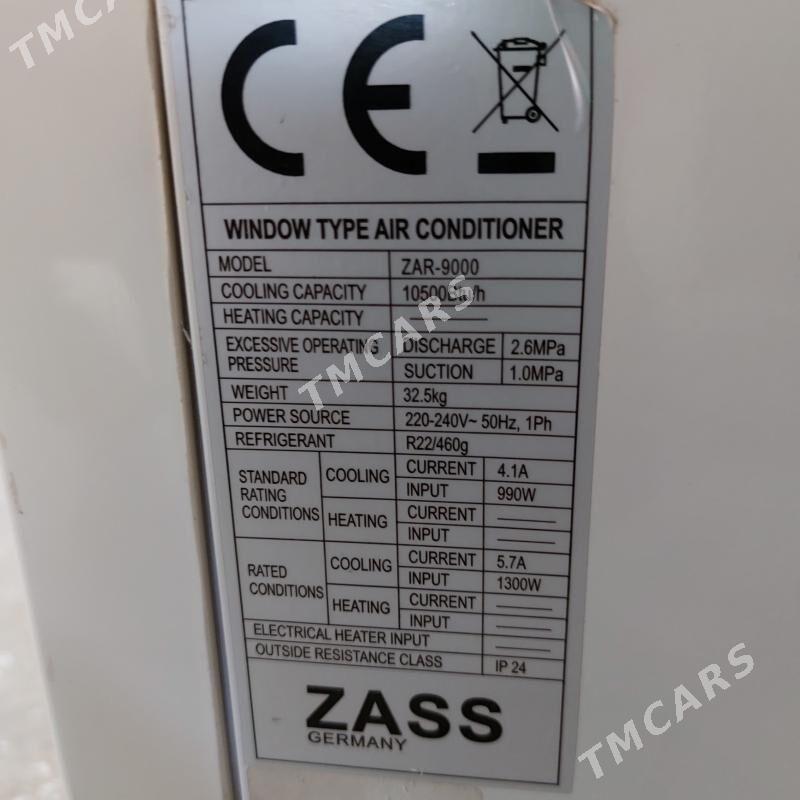 TMCARS
CE
WINDOW TYPE AIR CONDITIONER
MODEL ZAR-9000
COOLING CAPACITY
HEATING CAPACITY
EXCESSIVE OPERATING PRESSURE DISCHARGE 2.6MPa
SUCTION 1.0MPa
TMCARS
WEIGHT 32.5kg
POWER SOURCE 220-240V~ 50Hz, 1Ph
REFRIGERANT R22/460g
STANDARD RATING CONDITIONS COOLING CURRENT 4.1A
INPUT 990W
HEATING CURRENT
INPUT
RATED CONDITIONS COOLING CURRENT 5.7A
INPUT 1300W
HEATING CURRENT
INPUT
ELECTRICAL HEATER INPUT
OUTSIDE RESISTANCE CLASS IP 24
ZASS
GERMANY
TMCARS